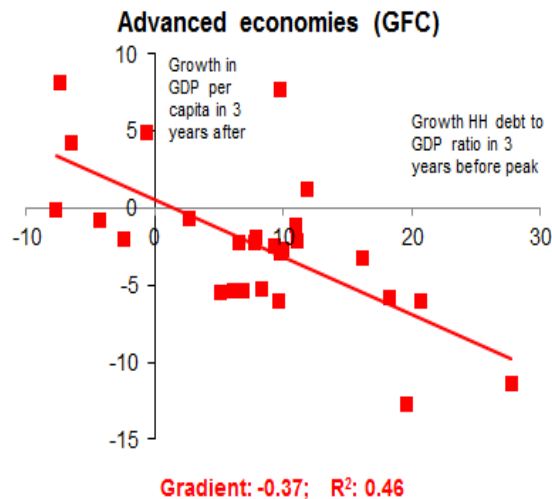 Advanced economies (GFC)
10
Growth in
GDP per
capita in 3
years after
Growth HH debt to
GDP ratio in 3
years before peak
5
0
-10
0
10
20
30
-5
-10
-15
Gradient: -0.37; R²: 0.46